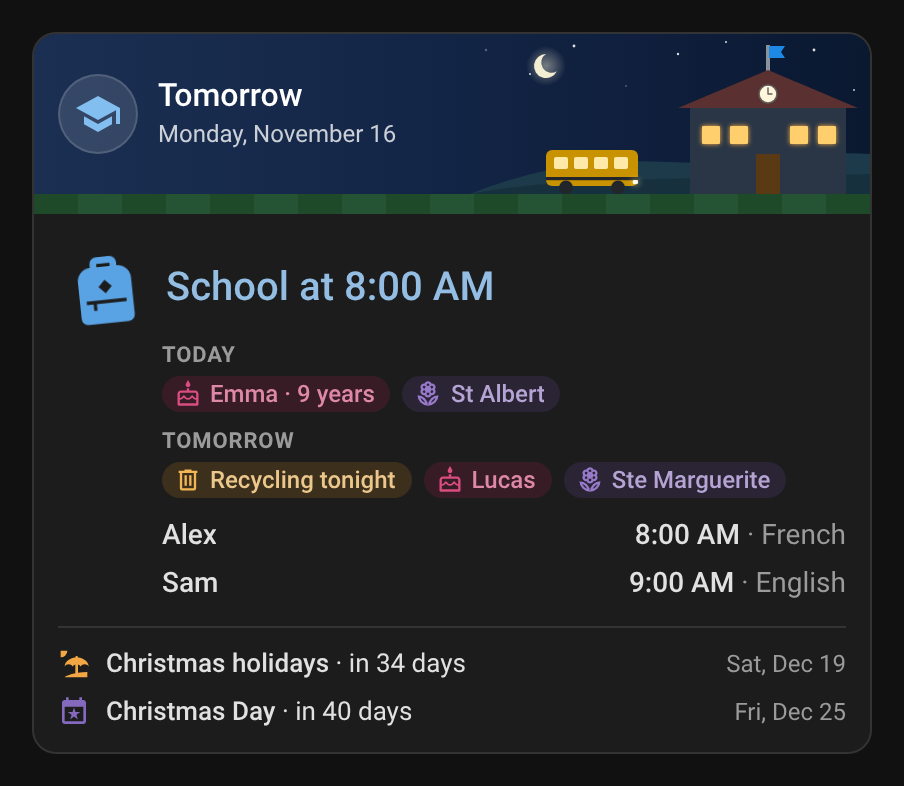 Tomorrow
Monday, November 16
School at 8:00 AM
TODAY
Emma · 9 years St Albert
TOMORROW
Recycling tonight Lucas Ste Marguerite
Alex 8:00 AM · French
Sam 9:00 AM · English
Christmas holidays · in 34 days Sat, Dec 19
Christmas Day · in 40 days Fri, Dec 25